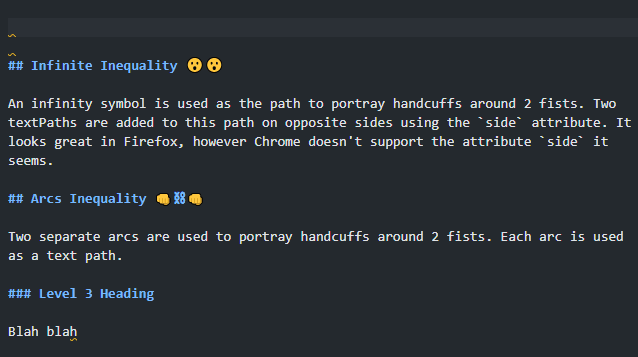 ## Infinite Inequality 😮😮
An infinity symbol is used as the path to portray handcuffs around 2 fists. Two
textPaths are added to this path on opposite sides using the `side` attribute. It
looks great in Firefox, however Chrome doesn't support the attribute `side` it
seems.
## Arcs Inequality 👊⛓👊
Two separate arcs are used to portray handcuffs around 2 fists. Each arc is used
as a text path.
### Level 3 Heading
Blah blah